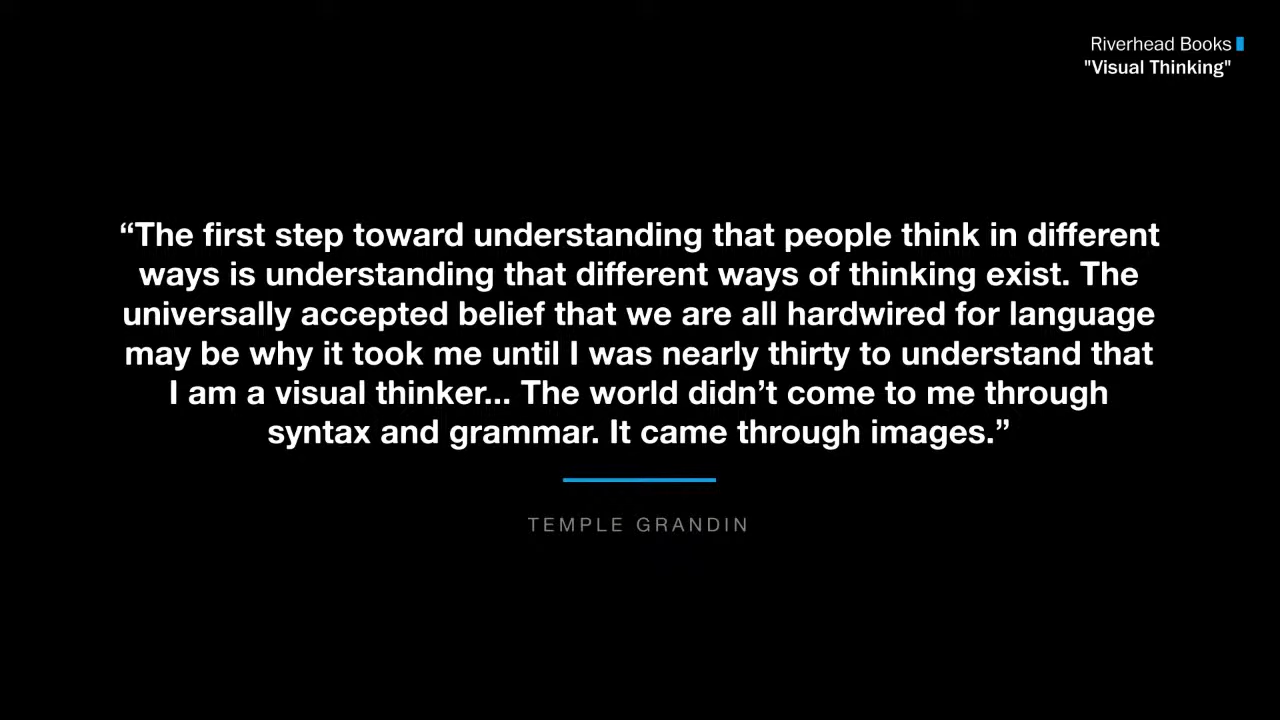 Riverhead Books
"Visual Thinking"
“The first step toward understanding that people think in different
ways is understanding that different ways of thinking exist. The
universally accepted belief that we are all hardwired for language
may be why it took me until I was nearly thirty to understand that
I am a visual thinker... The world didn’t come to me through
syntax and grammar. It came through images.”
TEMPLE GRANDIN